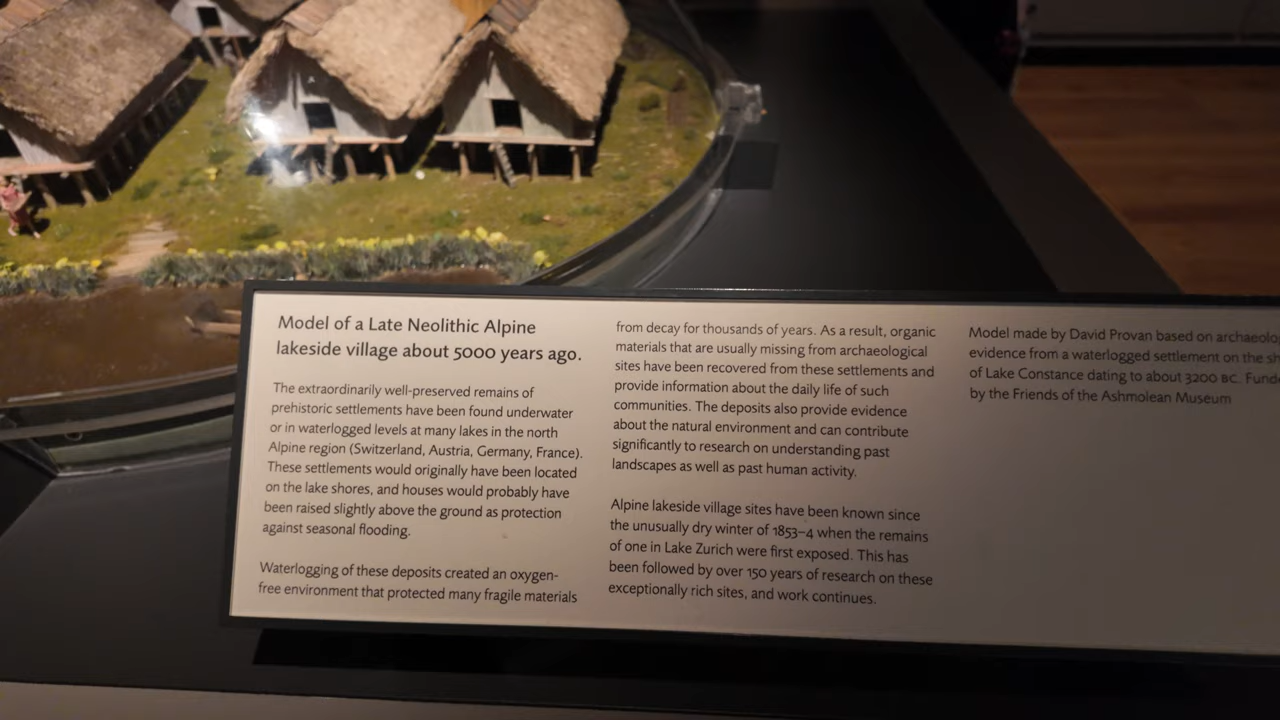 Model of a Late Neolithic Alpine
lakeside village about 5000 years ago.
The extraordinarily well-preserved remains of
prehistoric settlements have been found underwater
or in waterlogged levels at many lakes in the north
Alpine region (Switzerland, Austria, Germany, France).
These settlements would originally have been located
on the lake shores, and houses would probably have
been raised slightly above the ground as protection
against seasonal flooding.
Waterlogging of these deposits created an oxygen-
free environment that protected many fragile materials
from decay for thousands of years. As a result, organic
materials that are usually missing from archaeological
sites have been recovered from these settlements and
provide information about the daily life of such
communities. The deposits also provide evidence
about the natural environment and can contribute
significantly to research on understanding past
landscapes as well as past human activity.
Alpine lakeside village sites have been known since
the unusually dry winter of 1853–4 when the remains
of one in Lake Zurich were first exposed. This has
been followed by over 150 years of research on these
exceptionally rich sites, and work continues.
Model made by David Provan based on
evidence from a waterlogged settlement on the
of Lake Constance dating to about 3200 BC.
by the Friends of the Ashmolean Museum